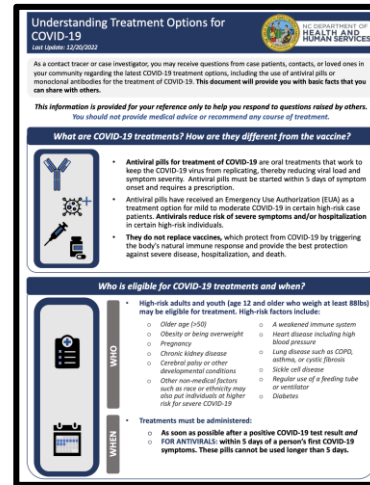 Understanding Treatment Options for
COVID-19
Last Update: 12/20/2022
NC DEPARTMENT OF
HEALTH AND
HUMAN SERVICES
As a contact tracer or case investigator, you may receive questions from case patients, contacts, or loved ones in
your community regarding the latest COVID-19 treatment options, including the use of antiviral pills or
monoclonal antibodies for the treatment of COVID-19. This document will provide you with basic facts that you
can share with others.
This information is provided for your reference only to help you respond to questions raised by others.
You should not provide medical advice or recommend any course of treatment.
What are COVID-19 treatments? How are they different from the vaccine?
• Antiviral pills for treatment of COVID-19 are oral treatments that work to
keep the COVID-19 virus from replicating, thereby reducing viral load and
symptom severity. Antiviral pills must be started within 5 days of symptom
onset and requires a prescription.
• Antiviral pills have received an Emergency Use Authorization (EUA) as a
treatment option for mild to moderate COVID-19 in certain high-risk case
patients. Antivirals reduce risk of severe symptoms and/or hospitalization
in certain high-risk individuals.
• They do not replace vaccines, which protect from COVID-19 by triggering
the body's natural immune response and provide the best protection
against severe disease, hospitalization, and death.
Who is eligible for COVID-19 treatments and when?
WHO
• High-risk adults and youth (age 12 and older who weigh at least 88lbs)
may be eligible for treatment. High-risk factors include:
o Older age (>50)
o Obesity or being overweight
o Pregnancy
o Chronic kidney disease
o Cerebral palsy or other
developmental conditions
o Other non-medical factors
such as race or ethnicity may
also put individuals at higher
risk for severe COVID-19
o A weakened immune system
o Heart disease including high
blood pressure
o Lung disease such as COPD,
asthma, or cystic fibrosis
o Sickle cell disease
o Regular use of a feeding tube
or ventilator
o Diabetes
WHEN
• Treatments must be administered:
o As soon as possible after a positive COVID-19 test result and
o FOR ANTIVIRALS: within 5 days of a person's first COVID-19
symptoms. These pills cannot be used longer than 5 days.